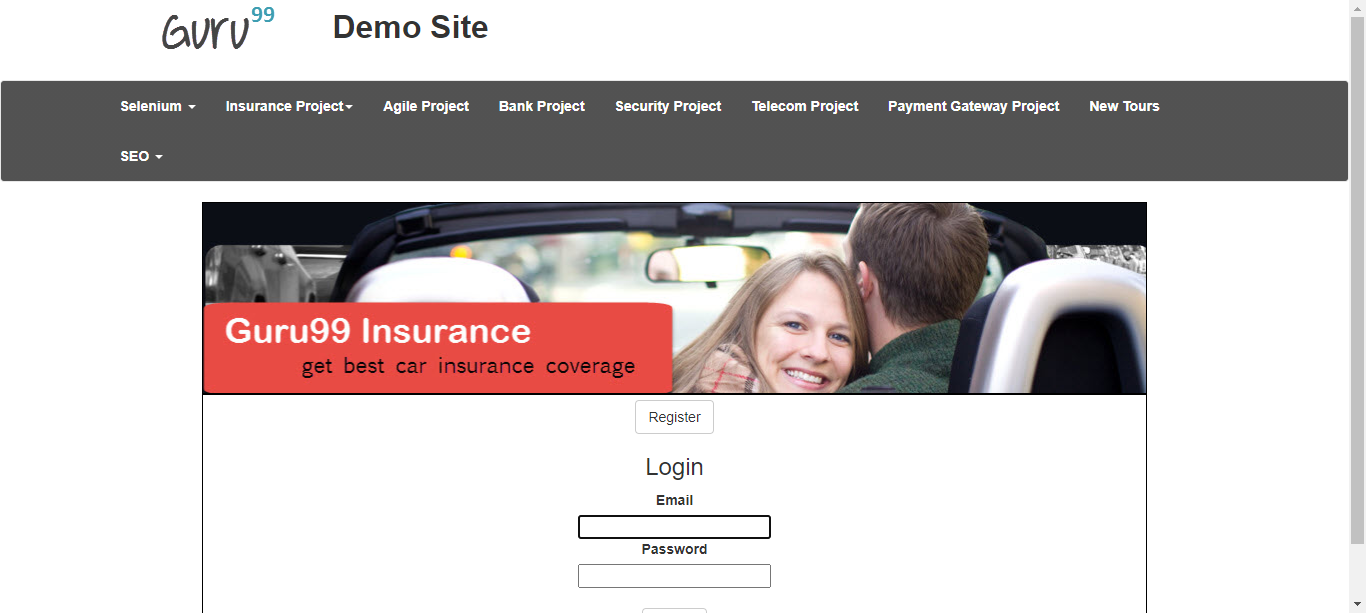 Guru99 Demo Site
Selenium Insurance Project Agile Project Bank Project Security Project Telecom Project Payment Gateway Project New Tours
SEO
Guru99 Insurance
get best car insurance coverage
Register
Login
Email
Password